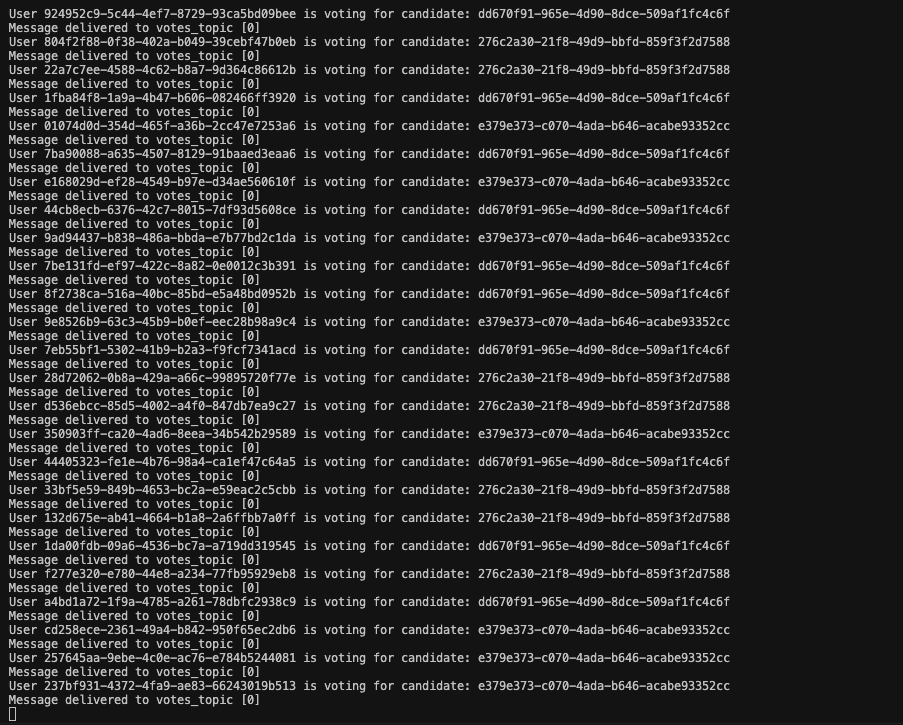 User 924952c9-5c44-4ef7-8729-93ca5bd09bee is voting for candidate: dd670f91-965e-4d90-8dce-509af1fc4c6f
Message delivered to votes_topic [0]
User 804f2f88-0f38-402a-b049-39cebf47b0eb is voting for candidate: 276c2a30-21f8-49d9-bbfd-859f3f2d7588
Message delivered to votes_topic [0]
User 22a7c7ee-4588-4c62-b8a7-9d364c86612b is voting for candidate: 276c2a30-21f8-49d9-bbfd-859f3f2d7588
Message delivered to votes_topic [0]
User 1fba84f8-1a9a-4b47-b606-082466ff3920 is voting for candidate: dd670f91-965e-4d90-8dce-509af1fc4c6f
Message delivered to votes_topic [0]
User 01074d0d-354d-465f-a36b-2cc47e7253a6 is voting for candidate: e379e373-c070-4ada-b646-acabe93352cc
Message delivered to votes_topic [0]
User 7ba90088-a635-4507-8129-91baaed3eaa6 is voting for candidate: dd670f91-965e-4d90-8dce-509af1fc4c6f
Message delivered to votes_topic [0]
User e168029d-ef28-4549-b97e-d34ae560610f is voting for candidate: e379e373-c070-4ada-b646-acabe93352cc
Message delivered to votes_topic [0]
User 44cb8ecb-6376-42c7-8015-7df93d5608ce is voting for candidate: dd670f91-965e-4d90-8dce-509af1fc4c6f
Message delivered to votes_topic [0]
User 9ad94437-b838-486a-bbda-e7b77bd2c1da is voting for candidate: e379e373-c070-4ada-b646-acabe93352cc
Message delivered to votes_topic [0]
User 7be131fd-ef97-422c-8a82-0e0012c3b391 is voting for candidate: dd670f91-965e-4d90-8dce-509af1fc4c6f
Message delivered to votes_topic [0]
User 8f2738ca-516a-40bc-85bd-e5a48bd0952b is voting for candidate: dd670f91-965e-4d90-8dce-509af1fc4c6f
Message delivered to votes_topic [0]
User 9e8526b9-63c3-45b9-b0ef-eec28b98a9c4 is voting for candidate: e379e373-c070-4ada-b646-acabe93352cc
Message delivered to votes_topic [0]
User 7eb55bf1-5302-41b9-b2a3-f9fcf7341acd is voting for candidate: dd670f91-965e-4d90-8dce-509af1fc4c6f
Message delivered to votes_topic [0]
User 28d72062-0b8a-429a-a66c-99895720f77e is voting for candidate: 276c2a30-21f8-49d9-bbfd-859f3f2d7588
Message delivered to votes_topic [0]
User d536ebcc-85d5-4002-a4f0-847db7ea9c27 is voting for candidate: 276c2a30-21f8-49d9-bbfd-859f3f2d7588
Message delivered to votes_topic [0]
User 350903ff-ca20-4ad6-8eea-34b542b29589 is voting for candidate: e379e373-c070-4ada-b646-acabe93352cc
Message delivered to votes_topic [0]
User 44405323-fe1e-4b76-98a4-ca1ef47c64a5 is voting for candidate: dd670f91-965e-4d90-8dce-509af1fc4c6f
Message delivered to votes_topic [0]
User 33bf5e59-849b-4653-bc2a-e59eac2c5cbb is voting for candidate: 276c2a30-21f8-49d9-bbfd-859f3f2d7588
Message delivered to votes_topic [0]
User 132d675e-ab41-4664-b1a8-2a6ffbb7a0ff is voting for candidate: 276c2a30-21f8-49d9-bbfd-859f3f2d7588
Message delivered to votes_topic [0]
User 1da00fdb-09a6-4536-bc7a-a719dd319545 is voting for candidate: dd670f91-965e-4d90-8dce-509af1fc4c6f
Message delivered to votes_topic [0]
User f277e320-e780-44e8-a234-77fb95929eb8 is voting for candidate: 276c2a30-21f8-49d9-bbfd-859f3f2d7588
Message delivered to votes_topic [0]
User a4bd1a72-1f9a-4785-a261-78dbfc2938c9 is voting for candidate: dd670f91-965e-4d90-8dce-509af1fc4c6f
Message delivered to votes_topic [0]
User cd258ece-2361-49a4-b842-950f65ec2db6 is voting for candidate: e379e373-c070-4ada-b646-acabe93352cc
Message delivered to votes_topic [0]
User 257645aa-9ebe-4c0e-ac76-e784b5244081 is voting for candidate: e379e373-c070-4ada-b646-acabe93352cc
Message delivered to votes_topic [0]
User 237bf931-4372-4fa9-ae83-66243019b513 is voting for candidate: e379e373-c070-4ada-b646-acabe93352cc
Message delivered to votes_topic [0]